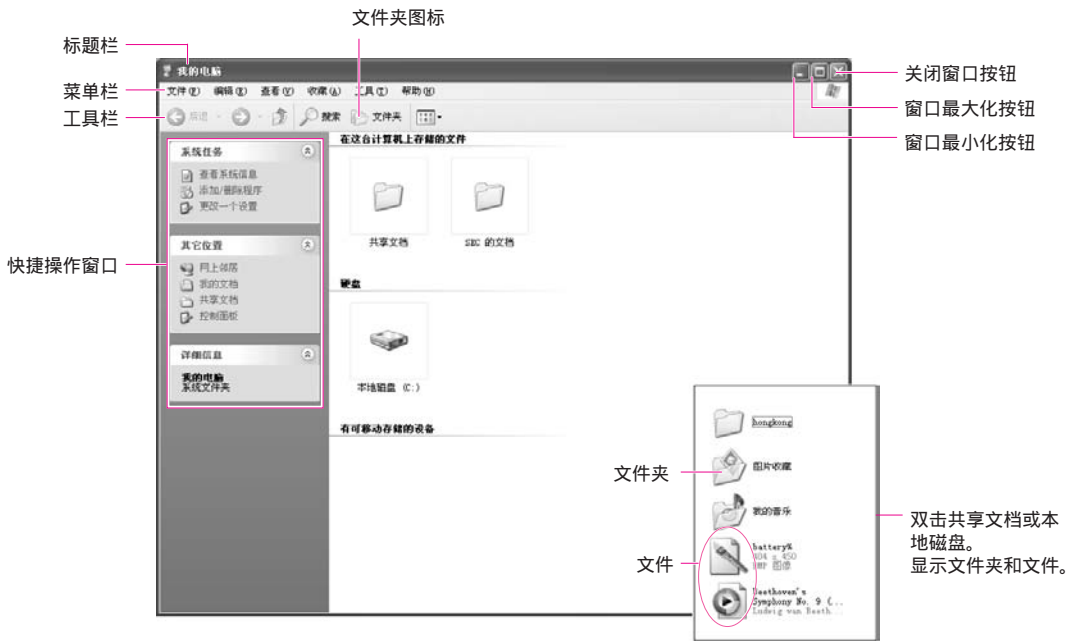 文件夹图标
标题栏
菜单栏
工具栏
快捷操作窗口
关闭窗口按钮
窗口最大化按钮
窗口最小化按钮
我的电脑
文件(F) 编辑(E) 查看(V) 收藏(A) 工具(T) 帮助(H)
后退 搜索 文件夹
系统任务
查看系统信息
添加/删除程序
更改一个设置
其它位置
网上邻居
我的文档
共享文档
控制面板
详细信息
我的电脑
系统文件夹
在这台计算机上存储的文件
共享文档 SEC 的文档
硬盘
本地磁盘 (C:)
有可移动存储的设备
hongkong
文件夹
图片收藏
我的音乐
文件
battery%
404 x 450
BMP 图像
Beethoven's
Symphony No. 9 (...
Ludwig van Beeth...
双击共享文档或本
地磁盘。
显示文件夹和文件。